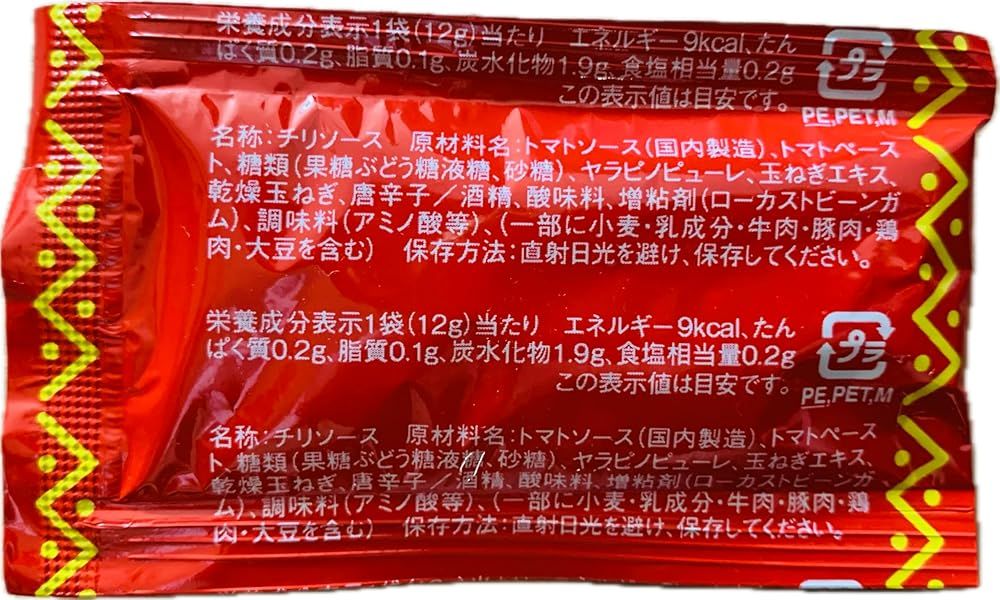 栄養成分表示1袋(12g)当たり エネルギー9kcal、たん
ぱく質0.2g、脂質0.1g、炭水化物1.9g、食塩相当量0.2g
この表示値は目安です。
プラ
PE,PET,M
名称:チリソース 原材料名:トマトソース(国内製造)、トマトペース
ト、糖類(果糖ぶどう糖液糖、砂糖)、ヤラピノピューレ、玉ねぎエキス、
乾燥玉ねぎ、唐辛子/酒精、酸味料、増粘剤(ローカストビーンガ
ム)、調味料(アミノ酸等)、(一部に小麦・乳成分・牛肉・豚肉・鶏
肉・大豆を含む) 保存方法:直射日光を避け、保存してください。
栄養成分表示1袋(12g)当たり エネルギー9kcal、たん
ぱく質0.2g、脂質0.1g、炭水化物1.9g、食塩相当量0.2g
この表示値は目安です。
プラ
PE,PET,M
名称:チリソース 原材料名:トマトソース(国内製造)、トマトペース
ト、糖類(果糖ぶどう糖液糖、砂糖)、ヤラピノピューレ、玉ねぎエキス、
乾燥玉ねぎ、唐辛子/酒精、酸味料、増粘剤(ローカストビーンガ
ム)、調味料(アミノ酸等)、(一部に小麦・乳成分・牛肉・豚肉・鶏
肉・大豆を含む) 保存方法:直射日光を避け、保存してください。